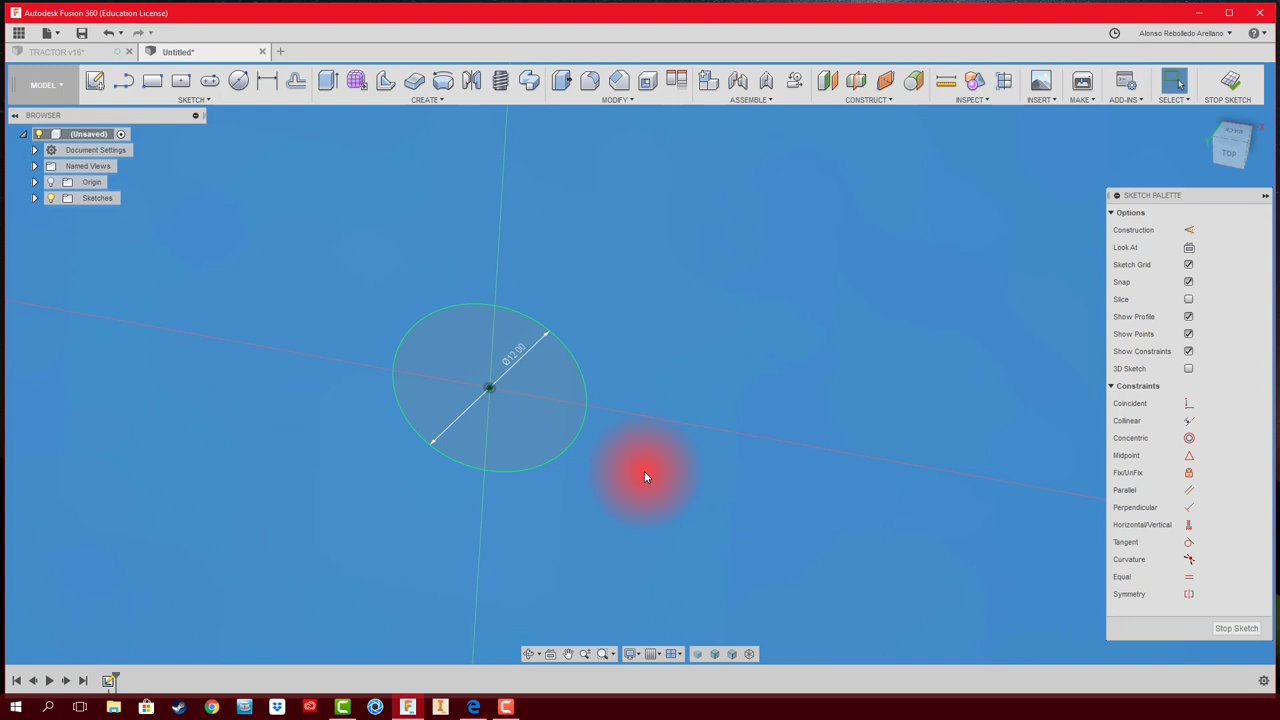 Autodesk Fusion 360 (Education License)
Alonso Rebolledo Arellano
TRACTOR v16*
Untitled*
MODEL
SKETCH
CREATE
MODIFY
ASSEMBLE
CONSTRUCT
INSPECT
INSERT
MAKE
ADD-INS
SELECT
STOP SKETCH
BROWSER
(Unsaved)
Document Settings
Named Views
Origin
Sketches
BACK
TOP
Ø12.00
SKETCH PALETTE
Options
Construction
Look At
Sketch Grid
Snap
Slice
Show Profile
Show Points
Show Constraints
3D Sketch
Constraints
Coincident
Collinear
Concentric
Midpoint
Fix/UnFix
Parallel
Perpendicular
Horizontal/Vertical
Tangent
Curvature
Equal
Symmetry
Stop Sketch